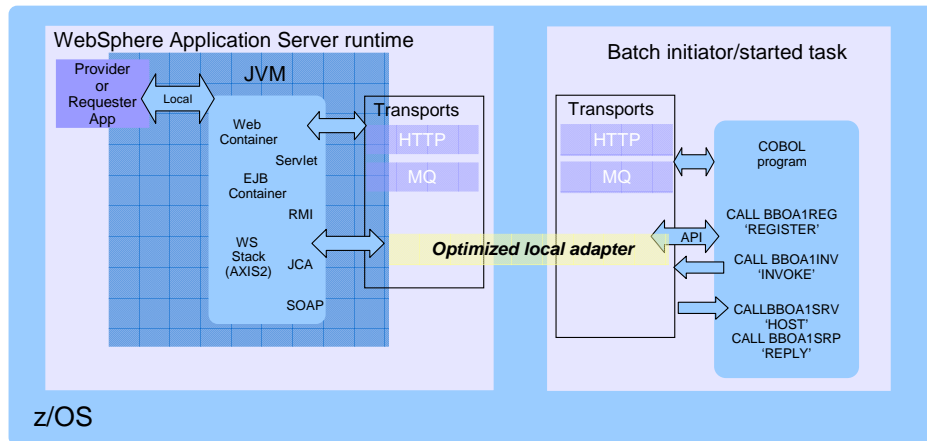 WebSphere Application Server runtime
Provider
or
Requester
App
Local
JVM
Web
Container
Servlet
EJB
Container
RMI
WS
Stack
(AXIS2)
JCA
SOAP
Transports
HTTP
MQ
Optimized local adapter
Batch initiator/started task
Transports
HTTP
MQ
API
COBOL
program
CALL BBOA1REG
‘REGISTER’
CALL BBOA1INV
‘INVOKE’
CALLBBOA1SRV
‘HOST’
CALL BBOA1SRP
‘REPLY’
z/OS